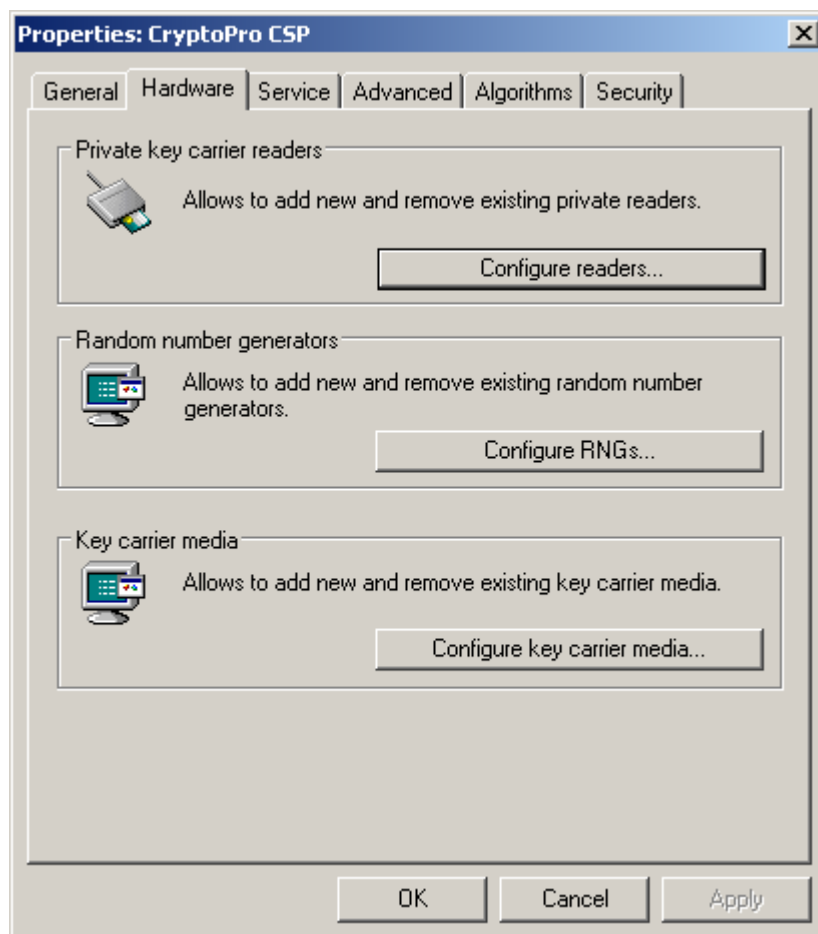 Properties: CryptoPro CSP
General Hardware Service Advanced Algorithms Security
Private key carrier readers
Allows to add new and remove existing private readers.
Configure readers...
Random number generators
Allows to add new and remove existing random number
generators.
Configure RNGs...
Key carrier media
Allows to add new and remove existing key carrier media.
Configure key carrier media...
OK Cancel Apply